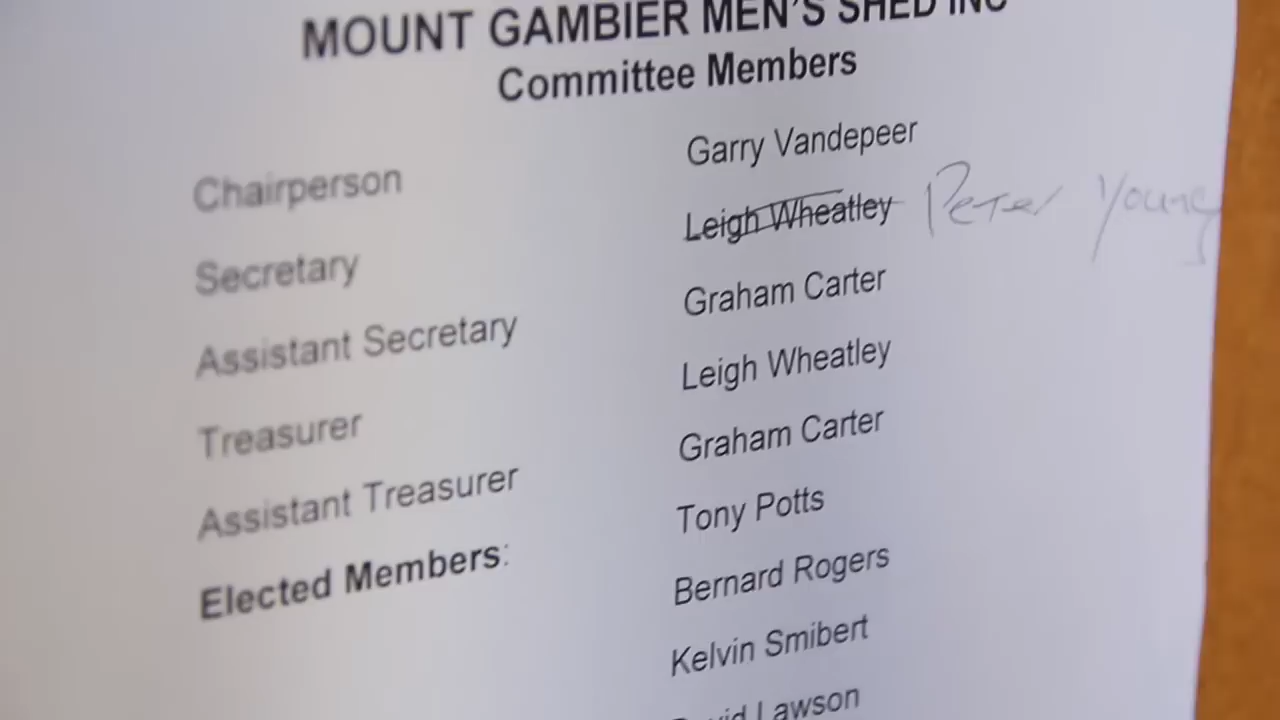 MOUNT GAMBIER MEN'S SHED INC
Committee Members
Chairperson Garry Vandepeer
Secretary Leigh Wheatley Peter Young
Assistant Secretary Graham Carter
Treasurer Leigh Wheatley
Assistant Treasurer Graham Carter
Elected Members: Tony Potts
Bernard Rogers
Kelvin Smibert
David Lawson